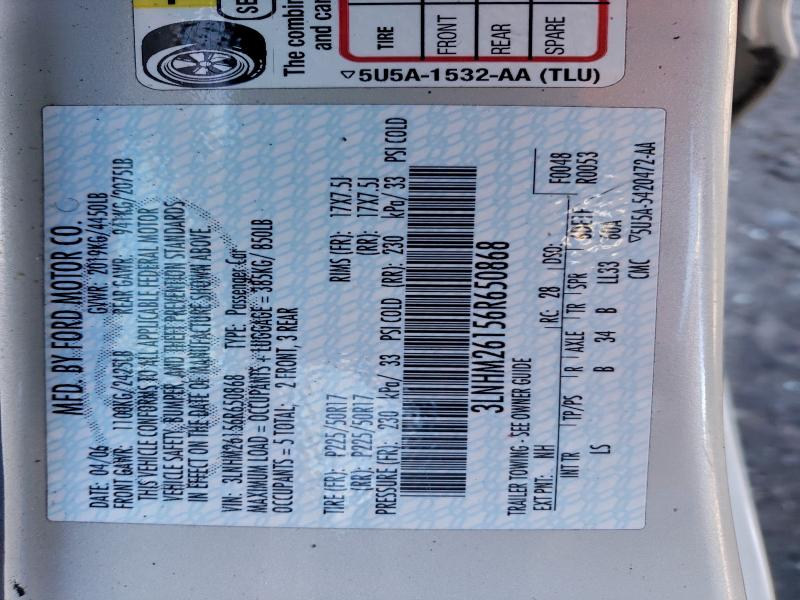 The combin
and car
TIRE
FRONT
REAR
SPARE
5U5A-1532-AA (TLU)
MFD. BY FORD MOTOR CO.
DATE: 04/06 GVWR: 2019KG/4450LB
FRONT GAWR: 1100KG/2425LB REAR GAWR: 941KG/2075LB
THIS VEHICLE CONFORMS TO ALL APPLICABLE FEDERAL MOTOR
VEHICLE SAFETY, BUMPER, AND THEFT PREVENTION STANDARDS
IN EFFECT ON THE DATE OF MANUFACTURE SHOWN ABOVE
VIN: 3LNHM26156R650868 TYPE: Passenger Car
MAXIMUM LOAD = OCCUPANTS + LUGGAGE = 385KG/ 850LB
OCCUPANTS = 5 TOTAL: 2 FRONT, 3 REAR
TIRE (FR): P225/50R17 RIMS (FR): 17X7.5J
(RR): P225/50R17 (RR): 17X7.5J
PRESSURE (FR): 230 kPa/ 33 PSI COLD (RR): 230 kPa/ 33 PSI COLD
3LNHM26156R650868
TRAILER TOWING - SEE OWNER GUIDE
F0048
R0053
EXT PNT: NH RC: 28 DSO:
INT TR TP/PS R AXLE TR SPR
LS B 34 B LL33
CMC 5U5A-5420472-AA